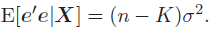 E[e′e|X] = (n − K)σ².